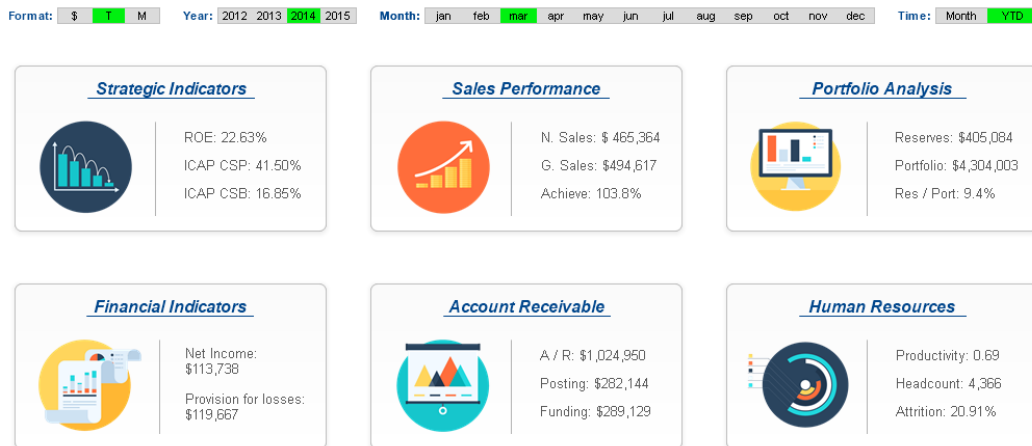 Format: $ T M Year: 2012 2013 2014 2015 Month: jan feb mar apr may jun jul aug sep oct nov dec Time: Month YTD
Strategic Indicators
ROE: 22.63%
ICAP CSP: 41.50%
ICAP CSB: 16.85%
Sales Performance
N. Sales: $ 465,364
G. Sales: $494,617
Achieve: 103.8%
Portfolio Analysis
Reserves: $405,084
Portfolio: $4,304,003
Res / Port: 9.4%
Financial Indicators
Net Income:
$113,738
Provision for losses:
$119,667
Account Receivable
A / R: $1,024,950
Posting: $282,144
Funding: $289,129
Human Resources
Productivity: 0.69
Headcount: 4,366
Attrition: 20.91%